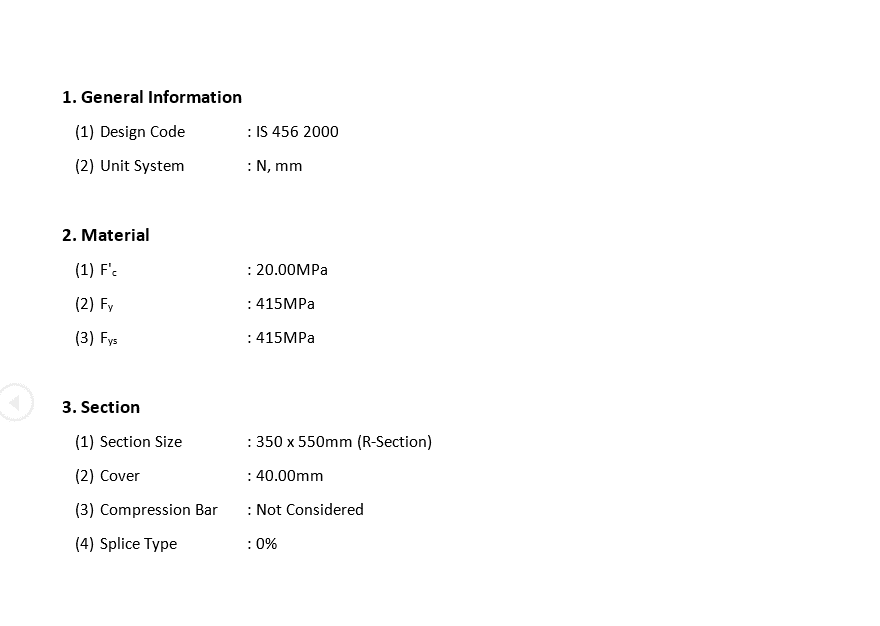 1. General Information
(1) Design Code : IS 456 2000
(2) Unit System : N, mm
2. Material
(1) F'c : 20.00MPa
(2) Fy : 415MPa
(3) Fys : 415MPa
3. Section
(1) Section Size : 350 x 550mm (R-Section)
(2) Cover : 40.00mm
(3) Compression Bar : Not Considered
(4) Splice Type : 0%